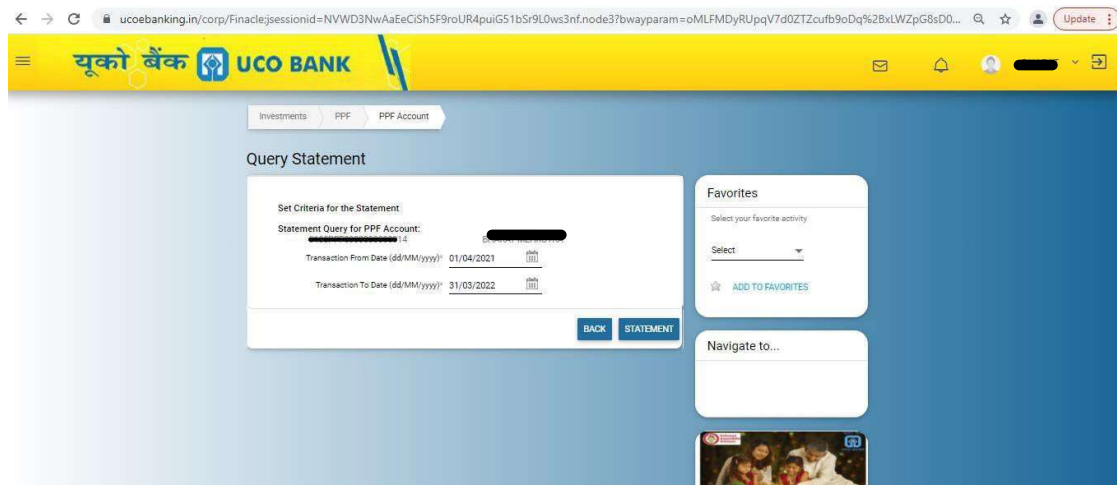 ucoebanking.in/corp/Finacle;jsessionid=NVWD3NwAaEeCiSh5F9roUR4puiG51bSr9L0ws3nf.node3?bwayparam=oMLFMDyRUpqV7d0ZTZcufb9oDq%2BxLWZpG8sD0...
Update
यूको बैंक UCO BANK
Investments PPF PPF Account
Query Statement
Set Criteria for the Statement
Statement Query for PPF Account:
14
Transaction From Date (dd/MM/yyyy)* 01/04/2021
Transaction To Date (dd/MM/yyyy)* 31/03/2022
BACK STATEMENT
Favorites
Select your favorite activity
Select
ADD TO FAVORITES
Navigate to...